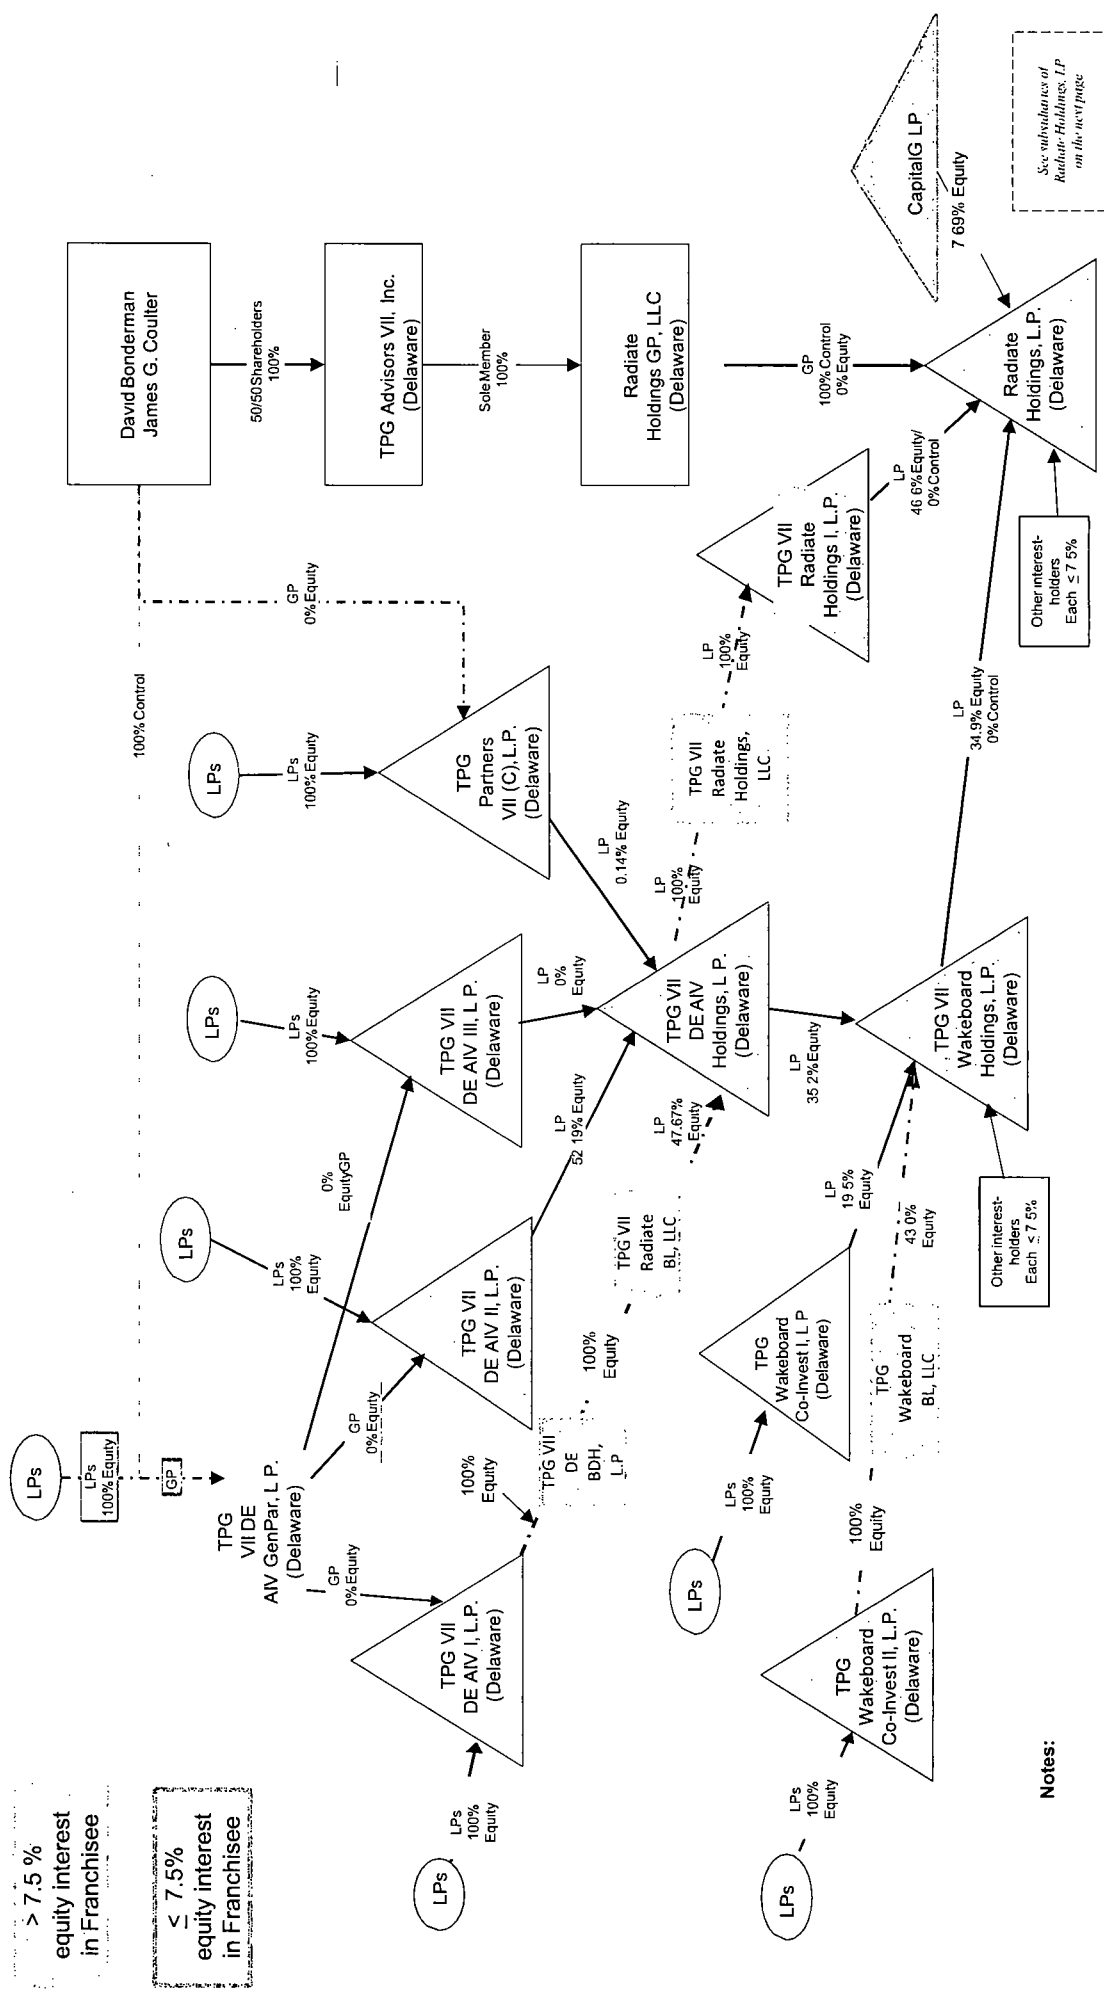 > 7.5 %
equity interest
in Franchisee
≤ 7.5%
equity interest
in Franchisee
LPs
LPs
100% Equity
GP
TPG
VII DE
AIV GenPar, L P.
(Delaware)
100% Control
David Bonderman
James G. Coulter
50/50 Shareholders
100%
TPG Advisors VII, Inc.
(Delaware)
Sole Member
100%
Radiate
Holdings GP, LLC
(Delaware)
GP
100% Control
0% Equity
GP
0% Equity
LPs
LPs
100%
Equity
LPs
LPs
100% Equity
LPs
LPs
100% Equity
GP
0% Equity
GP
0% Equity
0%
Equity GP
LPs
LPs
100%
Equity
TPG VII
DE AIV I, L.P.
(Delaware)
TPG VII
DE AIV II, L.P.
(Delaware)
TPG VII
DE AIV III, L.P.
(Delaware)
TPG
Partners
VII (C), L.P.
(Delaware)
100%
Equity
TPG VII
DE
BDH,
L.P
100%
Equity
TPG VII
Radiate
BL, LLC
LP
47.67%
Equity
LP
52 19% Equity
LP
0%
Equity
LP
0.14% Equity
TPG VII
DE AIV
Holdings, L P.
(Delaware)
LP
100%
Equity
TPG VII
Radiate
Holdings,
LLC.
LP
100%
Equity
TPG VII
Radiate
Holdings I, L.P.
(Delaware)
LP
46 6% Equity/
0% Control
LP
35 2% Equity
LPs
LPs
100%
Equity
TPG
Wakeboard
Co-Invest I, L.P
(Delaware)
LP
19 5%
Equity
LPs
LPs
100%
Equity
TPG
Wakeboard
Co-Invest II, L.P.
(Delaware)
100%
Equity
TPG
Wakeboard
BL, LLC
43 0%
Equity
TPG VII
Wakeboard
Holdings, L.P.
(Delaware)
Other interest-
holders
Each ≤ 7 5%
LP
34.9% Equity
0% Control
Other interest-
holders
Each ≤ 7 5%
Radiate
Holdings, L.P.
(Delaware)
CapitalG LP
7 69% Equity
See subsidiaries of
Radiate Holdings, LP
on the next page
Notes: